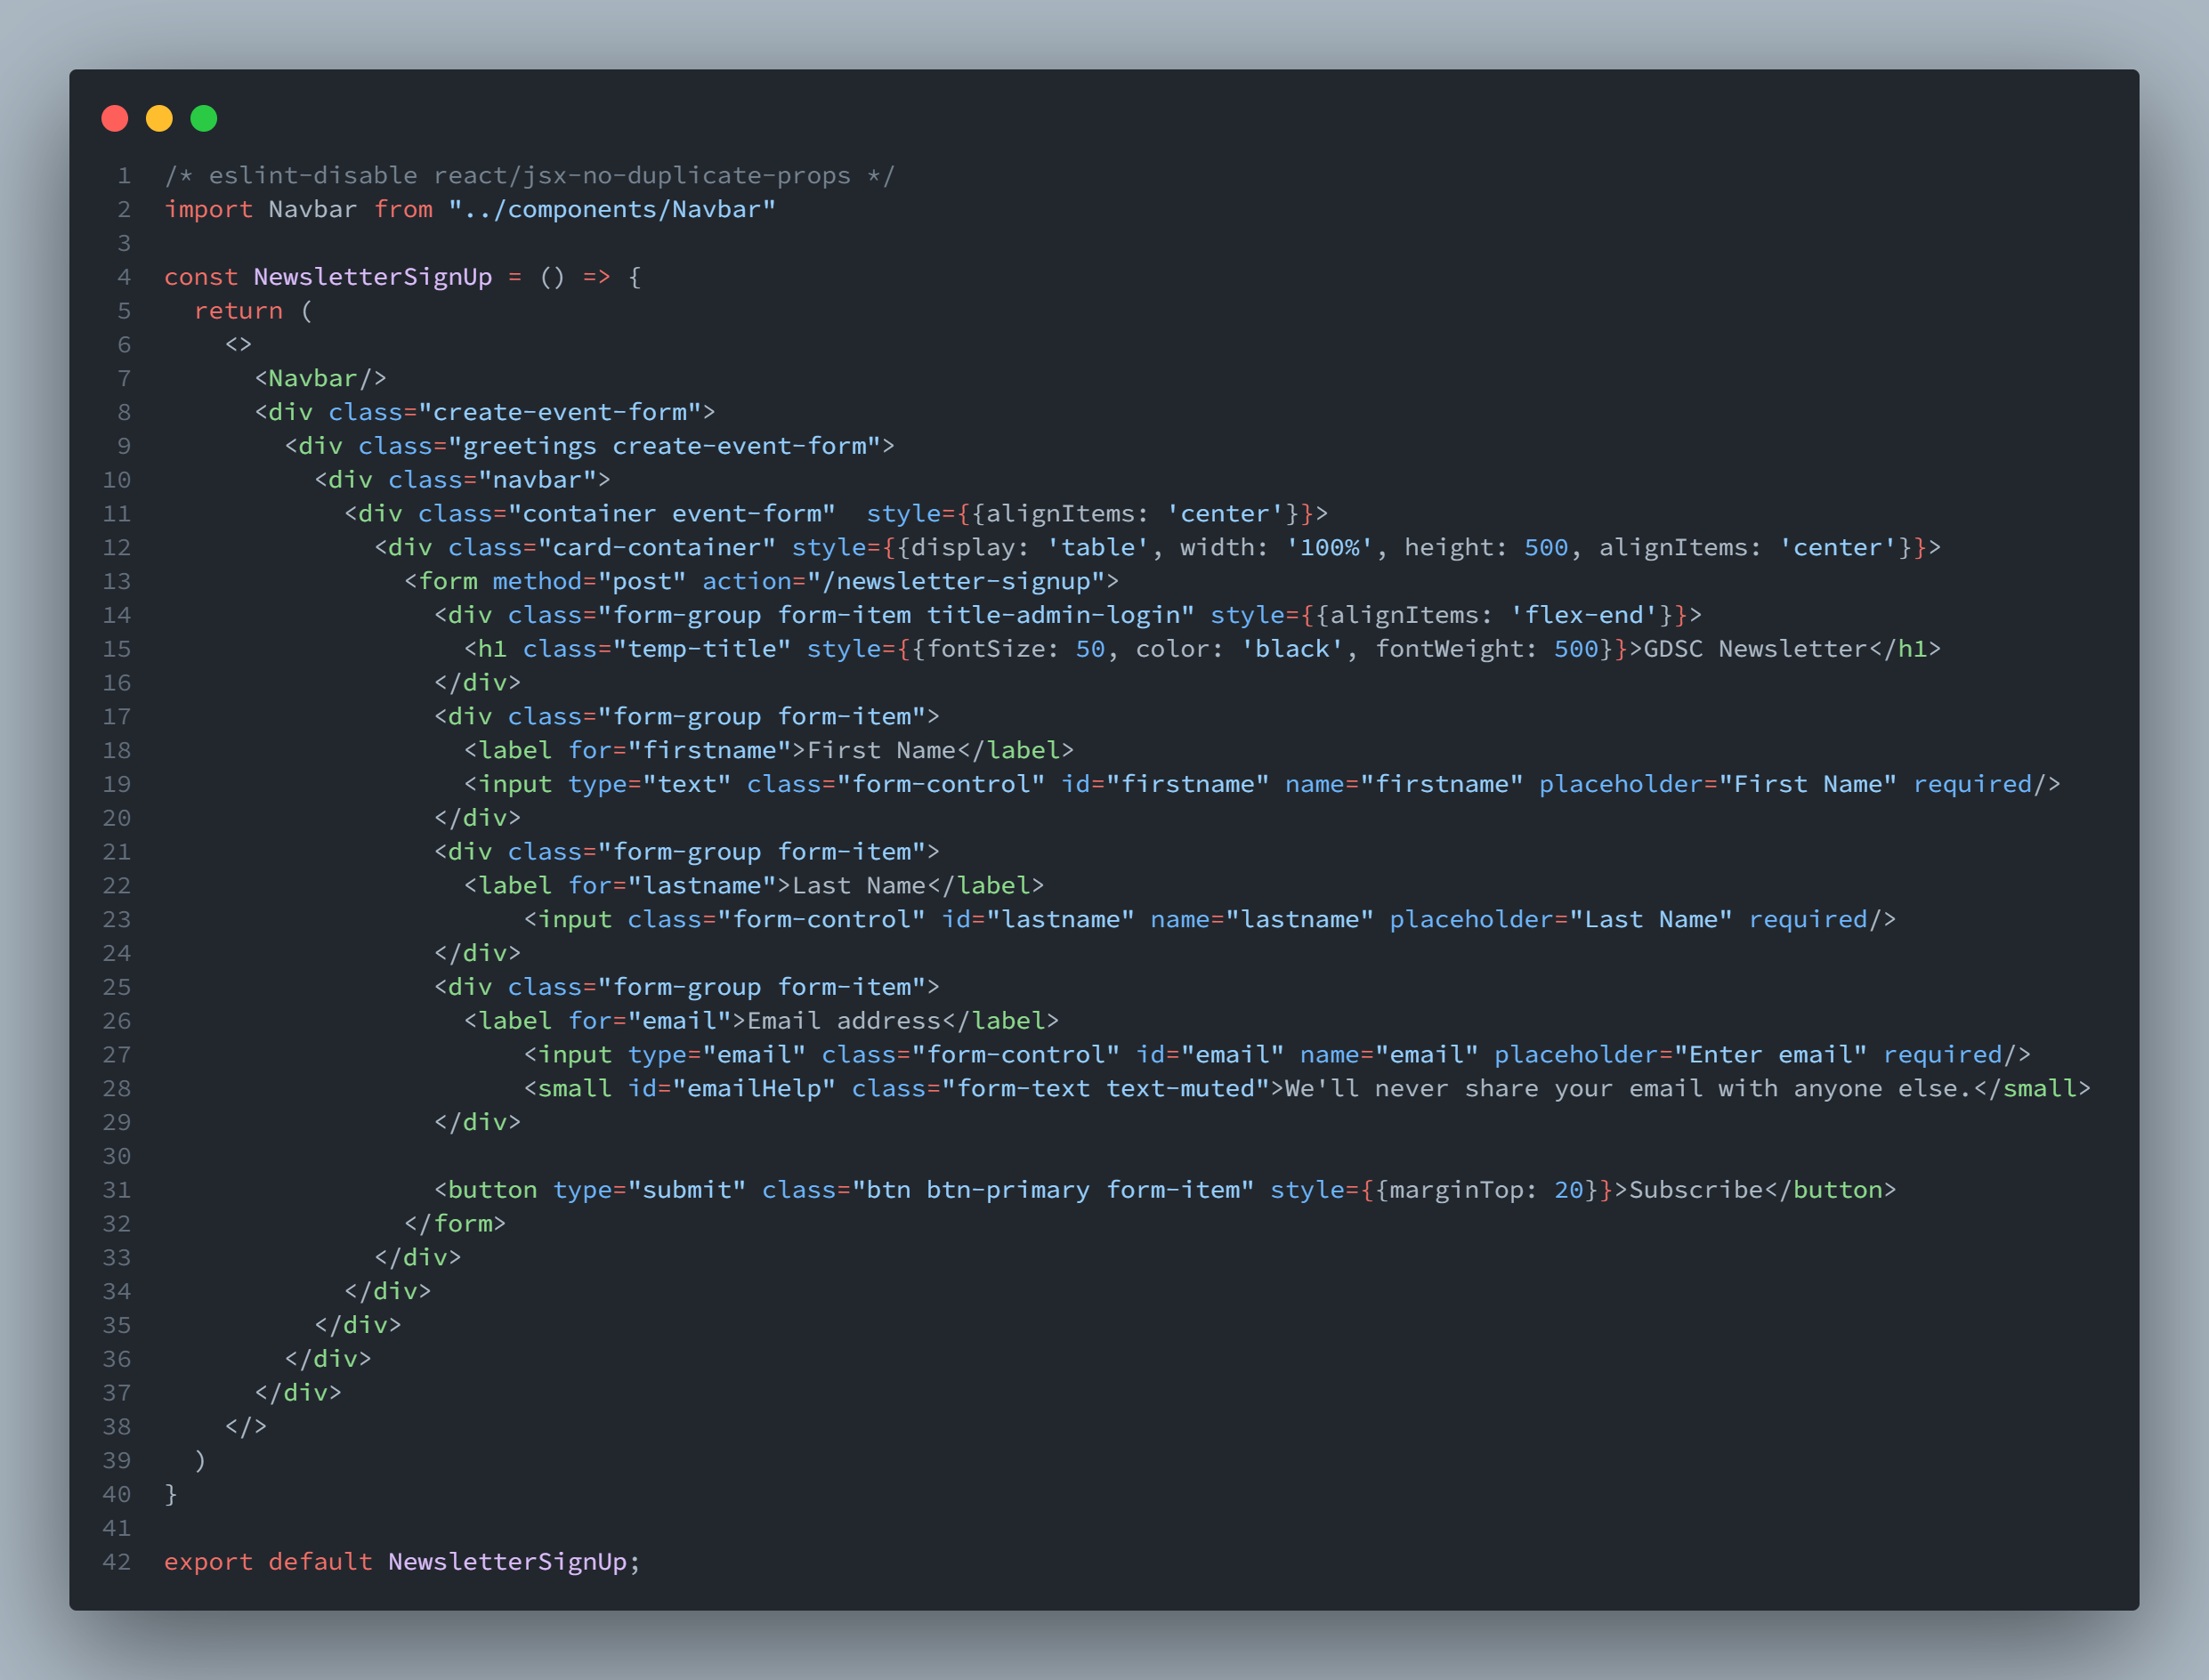 1 /* eslint-disable react/jsx-no-duplicate-props */
2 import Navbar from "../components/Navbar"
3
4 const NewsletterSignUp = () => {
5   return (
6     <>
7       <Navbar/>
8       <div class="create-event-form">
9         <div class="greetings create-event-form">
10           <div class="navbar">
11             <div class="container event-form"  style={{alignItems: 'center'}}>
12               <div class="card-container" style={{display: 'table', width: '100%', height: 500, alignItems: 'center'}}>
13                 <form method="post" action="/newsletter-signup">
14                   <div class="form-group form-item title-admin-login" style={{alignItems: 'flex-end'}}>
15                     <h1 class="temp-title" style={{fontSize: 50, color: 'black', fontWeight: 500}}>GDSC Newsletter</h1>
16                   </div>
17                   <div class="form-group form-item">
18                     <label for="firstname">First Name</label>
19                     <input type="text" class="form-control" id="firstname" name="firstname" placeholder="First Name" required/>
20                   </div>
21                   <div class="form-group form-item">
22                     <label for="lastname">Last Name</label>
23                         <input class="form-control" id="lastname" name="lastname" placeholder="Last Name" required/>
24                   </div>
25                   <div class="form-group form-item">
26                     <label for="email">Email address</label>
27                         <input type="email" class="form-control" id="email" name="email" placeholder="Enter email" required/>
28                         <small id="emailHelp" class="form-text text-muted">We'll never share your email with anyone else.</small>
29                   </div>
30
31                   <button type="submit" class="btn btn-primary form-item" style={{marginTop: 20}}>Subscribe</button>
32                 </form>
33               </div>
34             </div>
35           </div>
36         </div>
37       </div>
38     </>
39   )
40 }
41
42 export default NewsletterSignUp;